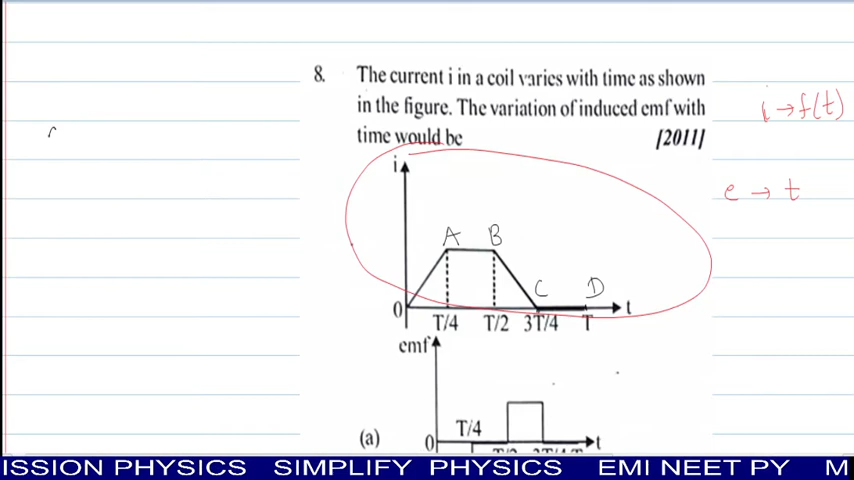 8. The current i in a coil varies with time as shown
in the figure. The variation of induced emf with
time would be [2011]
i → f(t)
e → t
i
A B
C D
0 T/4 T/2 3T/4 T t
emf
T/4
(a) 0 t
ISSION PHYSICS SIMPLIFY PHYSICS EMI NEET PY M